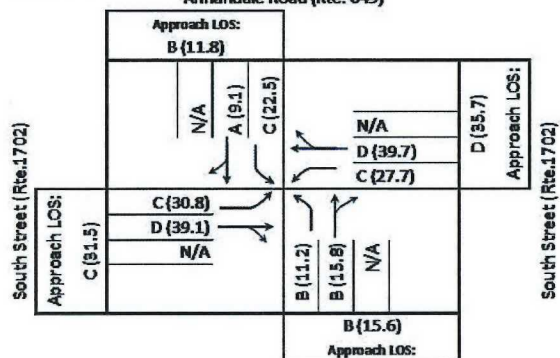 Approach LOS:
B (11.8)
N/A
A (9.1)
C (22.5)
N/A
D (39.7)
C (27.7)
D (35.7)
Approach LOS:
South Street (Rte.1702)
South Street (Rte.1702)
Approach LOS:
C (31.5)
C (30.8)
D (39.1)
N/A
B (11.2)
B (15.8)
N/A
B (15.6)
Approach LOS: